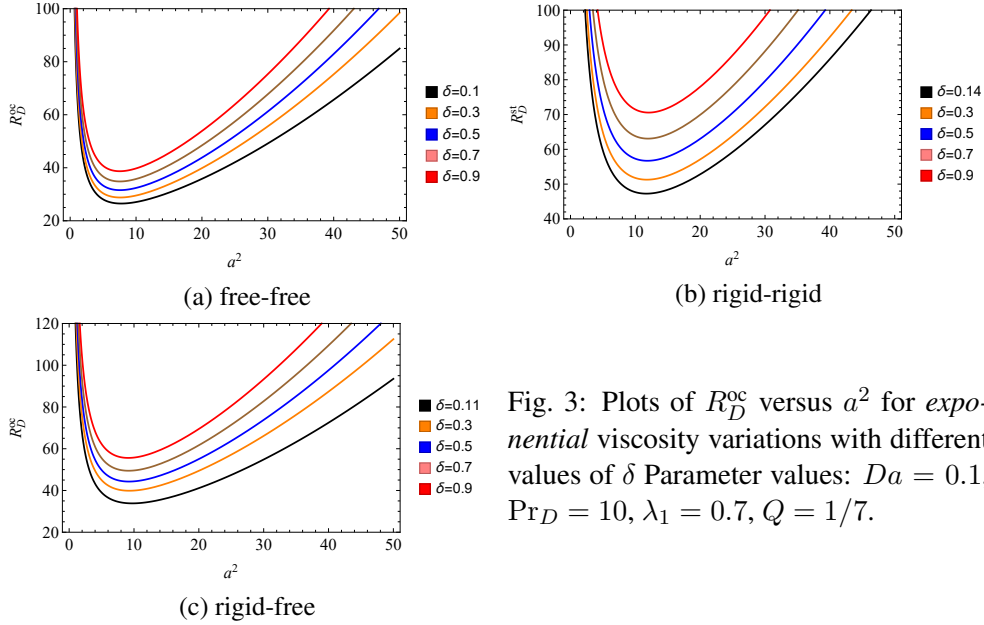 100
80
60
40
20
R_D^oc
0 10 20 30 40 50
a²
δ=0.1
δ=0.3
δ=0.5
δ=0.7
δ=0.9
(a) free-free
100
90
80
70
60
50
40
R_D^st
0 10 20 30 40 50
a²
δ=0.14
δ=0.3
δ=0.5
δ=0.7
δ=0.9
(b) rigid-rigid
120
100
80
60
40
20
R_D^oc
0 10 20 30 40 50
a²
δ=0.11
δ=0.3
δ=0.5
δ=0.7
δ=0.9
(c) rigid-free
Fig. 3: Plots of R_D^oc versus a² for expo-
nential viscosity variations with different
values of δ Parameter values: Da = 0.1,
Pr_D = 10, λ₁ = 0.7, Q = 1/7.